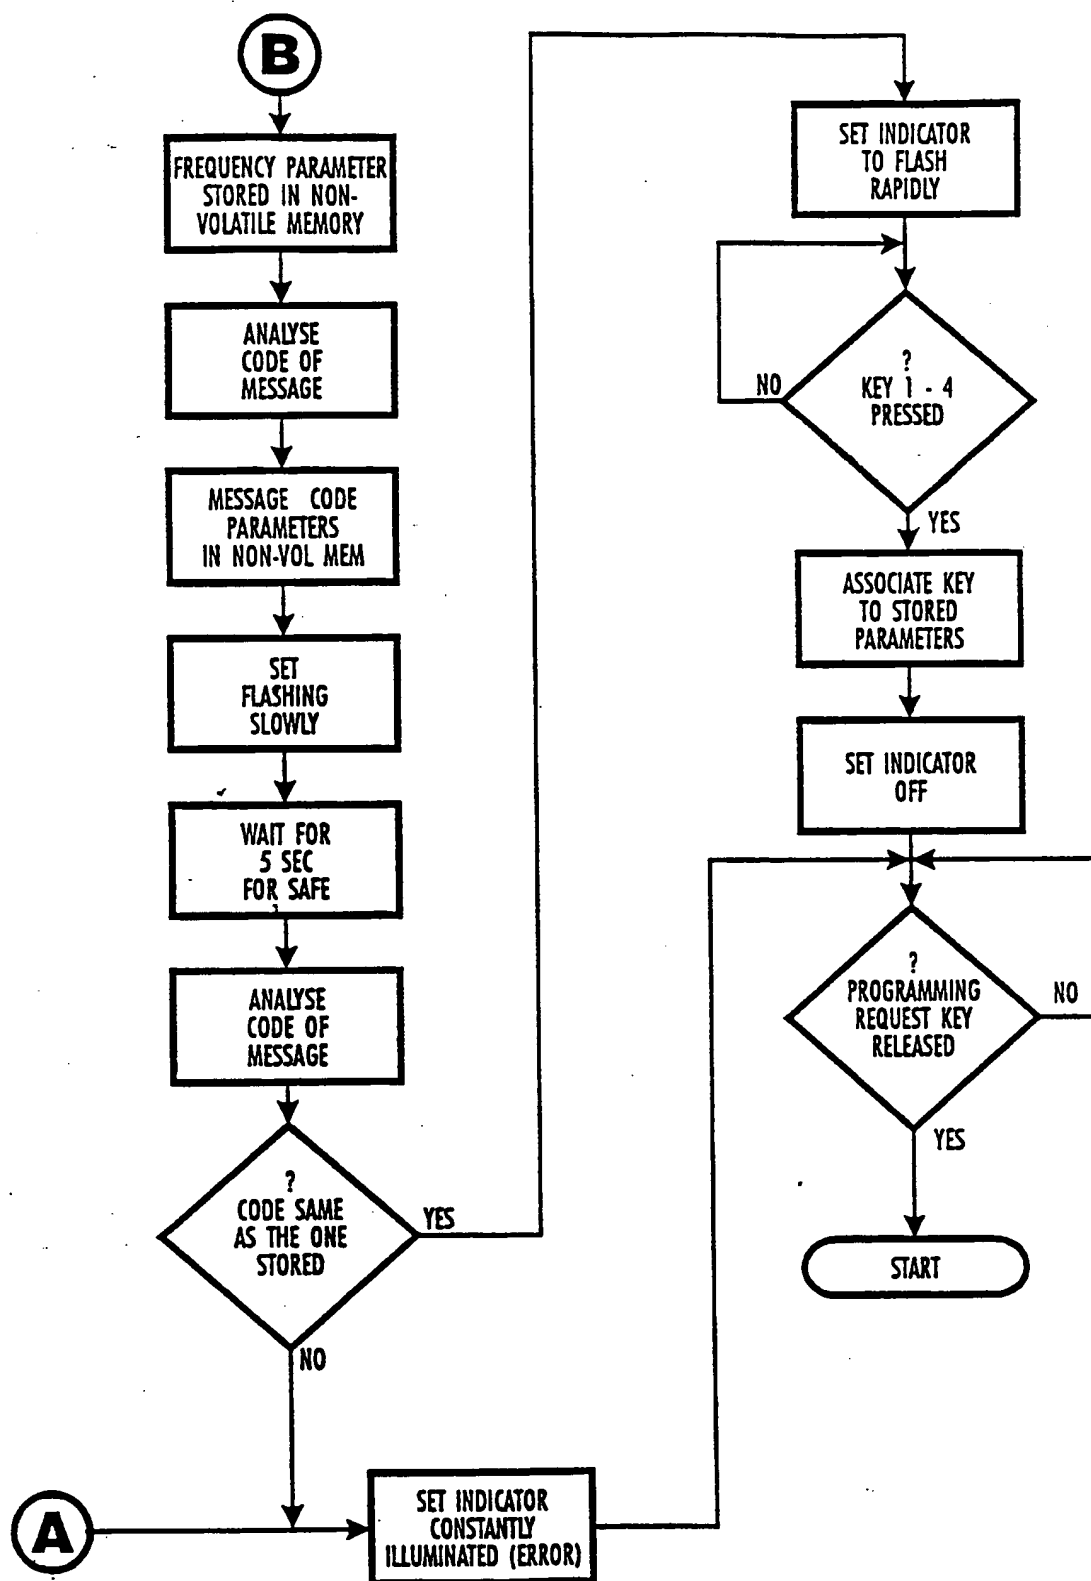 B
FREQUENCY PARAMETER
STORED IN NON-
VOLATILE MEMORY
ANALYSE
CODE OF
MESSAGE
MESSAGE CODE
PARAMETERS
IN NON-VOL MEM
SET
FLASHING
SLOWLY
WAIT FOR
5 SEC
FOR SAFE
ANALYSE
CODE OF
MESSAGE
?
CODE SAME
AS THE ONE
STORED
YES
NO
A
SET INDICATOR
CONSTANTLY
ILLUMINATED (ERROR)
SET INDICATOR
TO FLASH
RAPIDLY
?
KEY 1 - 4
PRESSED
NO
YES
ASSOCIATE KEY
TO STORED
PARAMETERS
SET INDICATOR
OFF
?
PROGRAMMING
REQUEST KEY
RELEASED
NO
YES
START